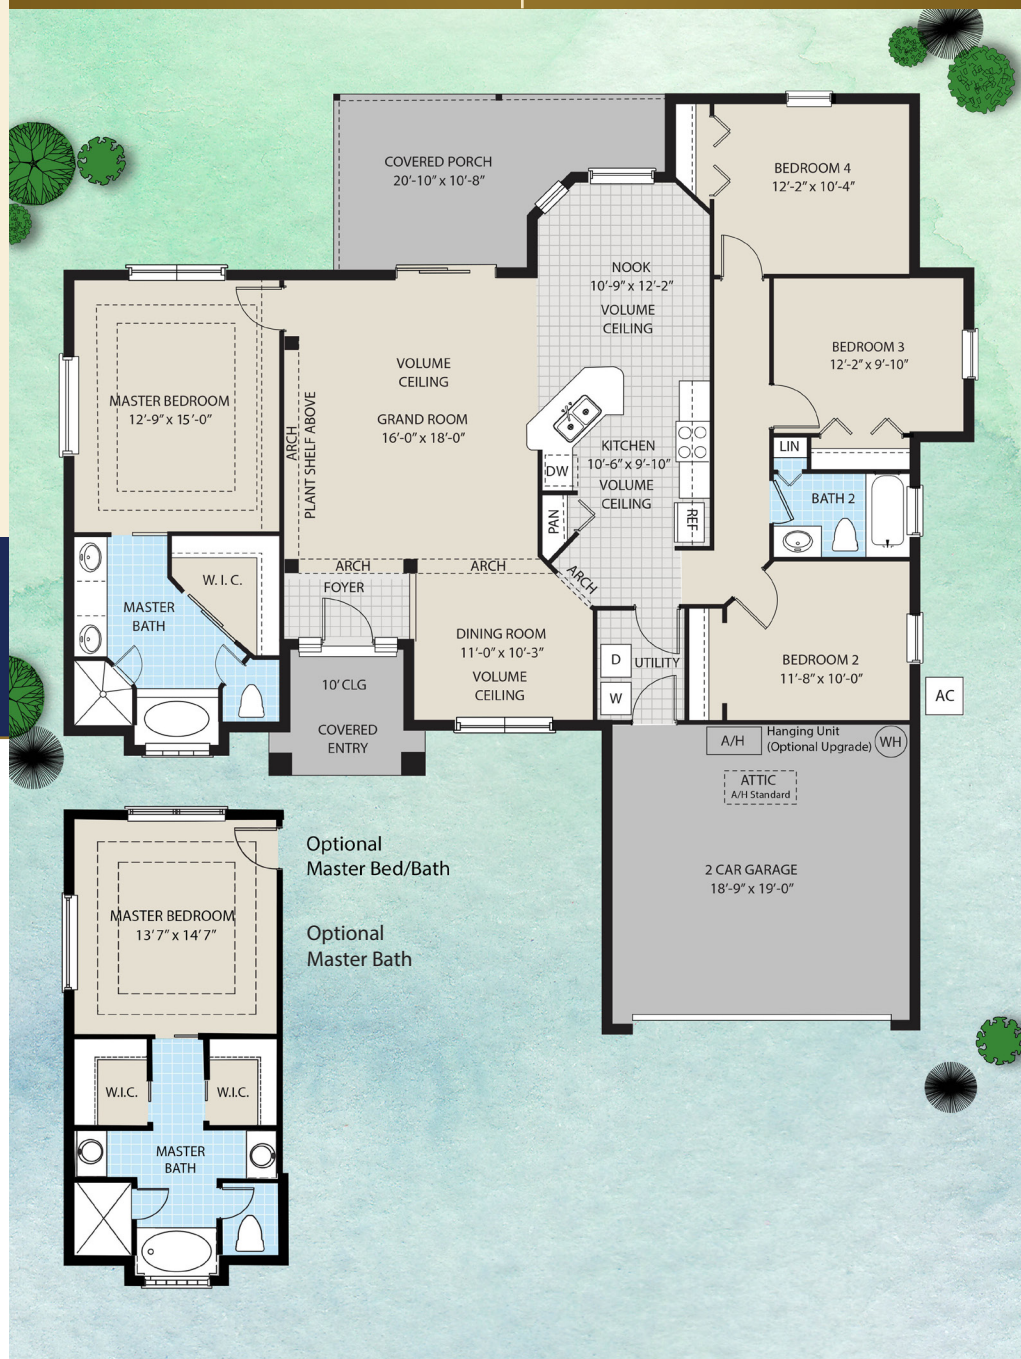 COVERED PORCH
20'-10" x 10'-8"
BEDROOM 4
12'-2" x 10'-4"
NOOK
10'-9" x 12'-2"
VOLUME
CEILING
BEDROOM 3
12'-2" x 9'-10"
MASTER BEDROOM
12'-9" x 15'-0"
ARCH
PLANT SHELF ABOVE
VOLUME
CEILING
GRAND ROOM
16'-0" x 18'-0"
KITCHEN
10'-6" x 9'-10"
VOLUME
CEILING
DW
PAN
REF
LIN
BATH 2
W. I. C.
MASTER
BATH
ARCH
FOYER
ARCH
ARCH
DINING ROOM
11'-0" x 10'-3"
VOLUME
CEILING
D
W
UTILITY
BEDROOM 2
11'-8" x 10'-0"
AC
10' CLG
COVERED
ENTRY
A/H
Hanging Unit
(Optional Upgrade)
WH
ATTIC
A/H Standard
2 CAR GARAGE
18'-9" x 19'-0"
Optional
Master Bed/Bath
Optional
Master Bath
MASTER BEDROOM
13' 7" x 14' 7"
W.I.C.
W.I.C.
MASTER
BATH